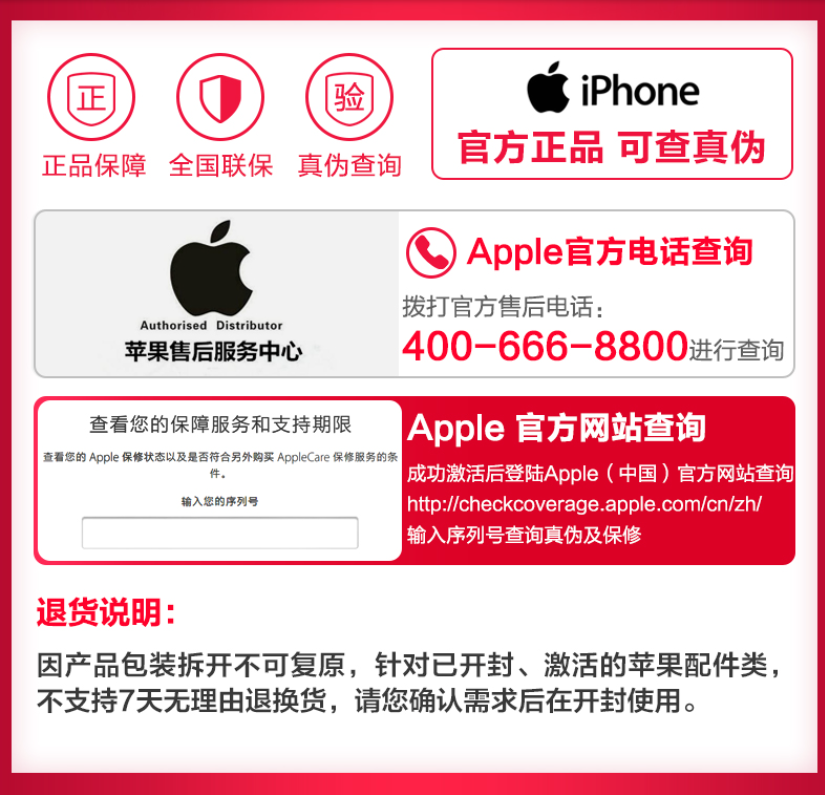 正
验
正品保障 全国联保 真伪查询
iPhone
官方正品 可查真伪
Authorised Distributor
苹果售后服务中心
Apple官方电话查询
拨打官方售后电话：
400-666-8800进行查询
查看您的保障服务和支持期限
查看您的 Apple 保修状态以及是否符合另外购买 AppleCare 保修服务的条
件。
输入您的序列号
Apple 官方网站查询
成功激活后登陆Apple（中国）官方网站查询
http://checkcoverage.apple.com/cn/zh/
输入序列号查询真伪及保修
退货说明：
因产品包装拆开不可复原，针对已开封、激活的苹果配件类，
不支持7天无理由退换货，请您确认需求后在开封使用。